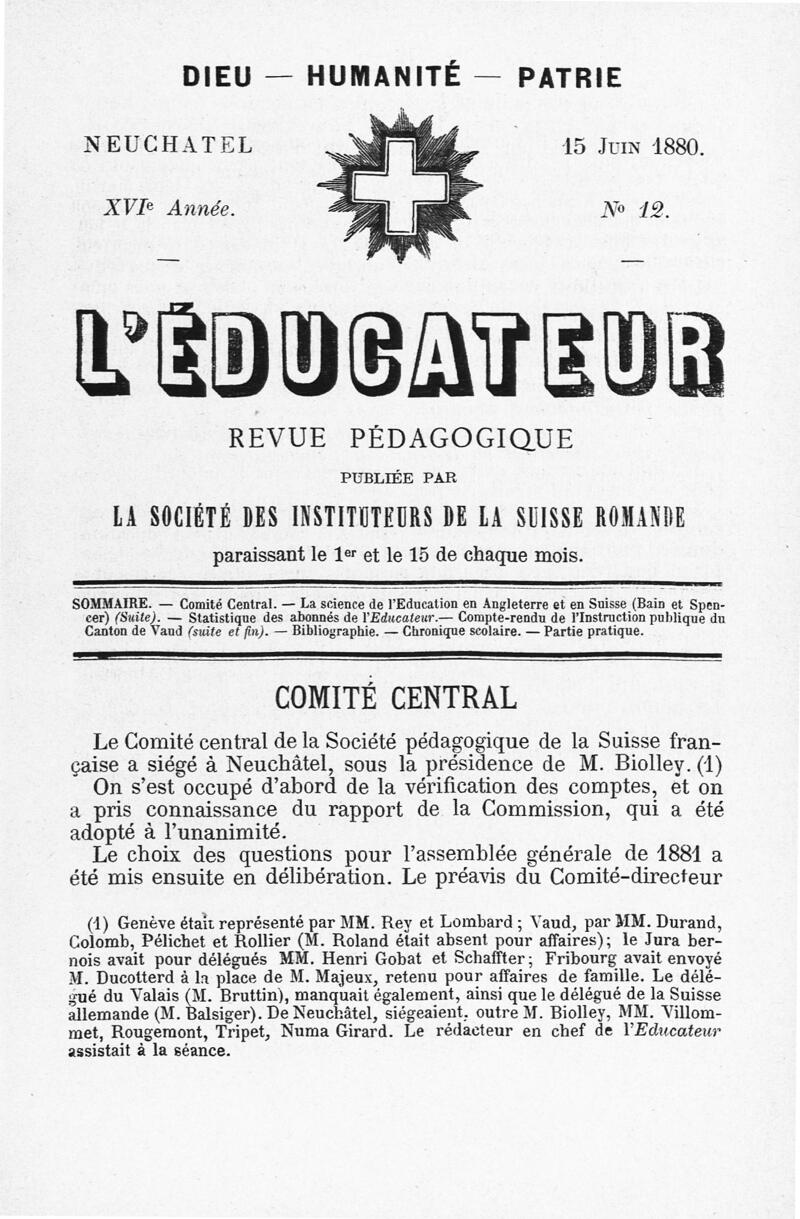 DIEU — HUMANITÉ — PATRIE
NEUCHATEL
15 JUIN 1880.
XVIe Année.
No 12.
L'ÉDUCATEUR
REVUE PÉDAGOGIQUE
PUBLIÉE PAR
LA SOCIÉTÉ DES INSTITUTEURS DE LA SUISSE ROMANDE
paraissant le 1er et le 15 de chaque mois.
SOMMAIRE. — Comité Central. — La science de l'Education en Angleterre et en Suisse (Bain et Spen-
cer) (Suite). — Statistique des abonnés de l'Educateur.— Compte-rendu de l'Instruction publique du
Canton de Vaud (suite et fin). — Bibliographie. — Chronique scolaire. — Partie pratique.
COMITÉ CENTRAL
Le Comité central de la Société pédagogique de la Suisse fran-
çaise a siégé à Neuchâtel, sous la présidence de M. Biolley. (1)
On s'est occupé d'abord de la vérification des comptes, et on
a pris connaissance du rapport de la Commission, qui a été
adopté à l'unanimité.
Le choix des questions pour l'assemblée générale de 1881 a
été mis ensuite en délibération. Le préavis du Comité-directeur
(1) Genève était représenté par MM. Rey et Lombard ; Vaud, par MM. Durand,
Colomb, Pélichet et Rollier (M. Roland était absent pour affaires) ; le Jura ber-
nois avait pour délégués MM. Henri Gobat et Schaffter ; Fribourg avait envoyé
M. Ducotterd à la place de M. Majeux, retenu pour affaires de famille. Le délé-
gué du Valais (M. Bruttin), manquait également, ainsi que le délégué de la Suisse
allemande (M. Balsiger). De Neuchâtel, siégeaient, outre M. Biolley, MM. Villom-
met, Rougemont, Tripet, Numa Girard. Le rédacteur en chef de l'Educateur
assistait à la séance.